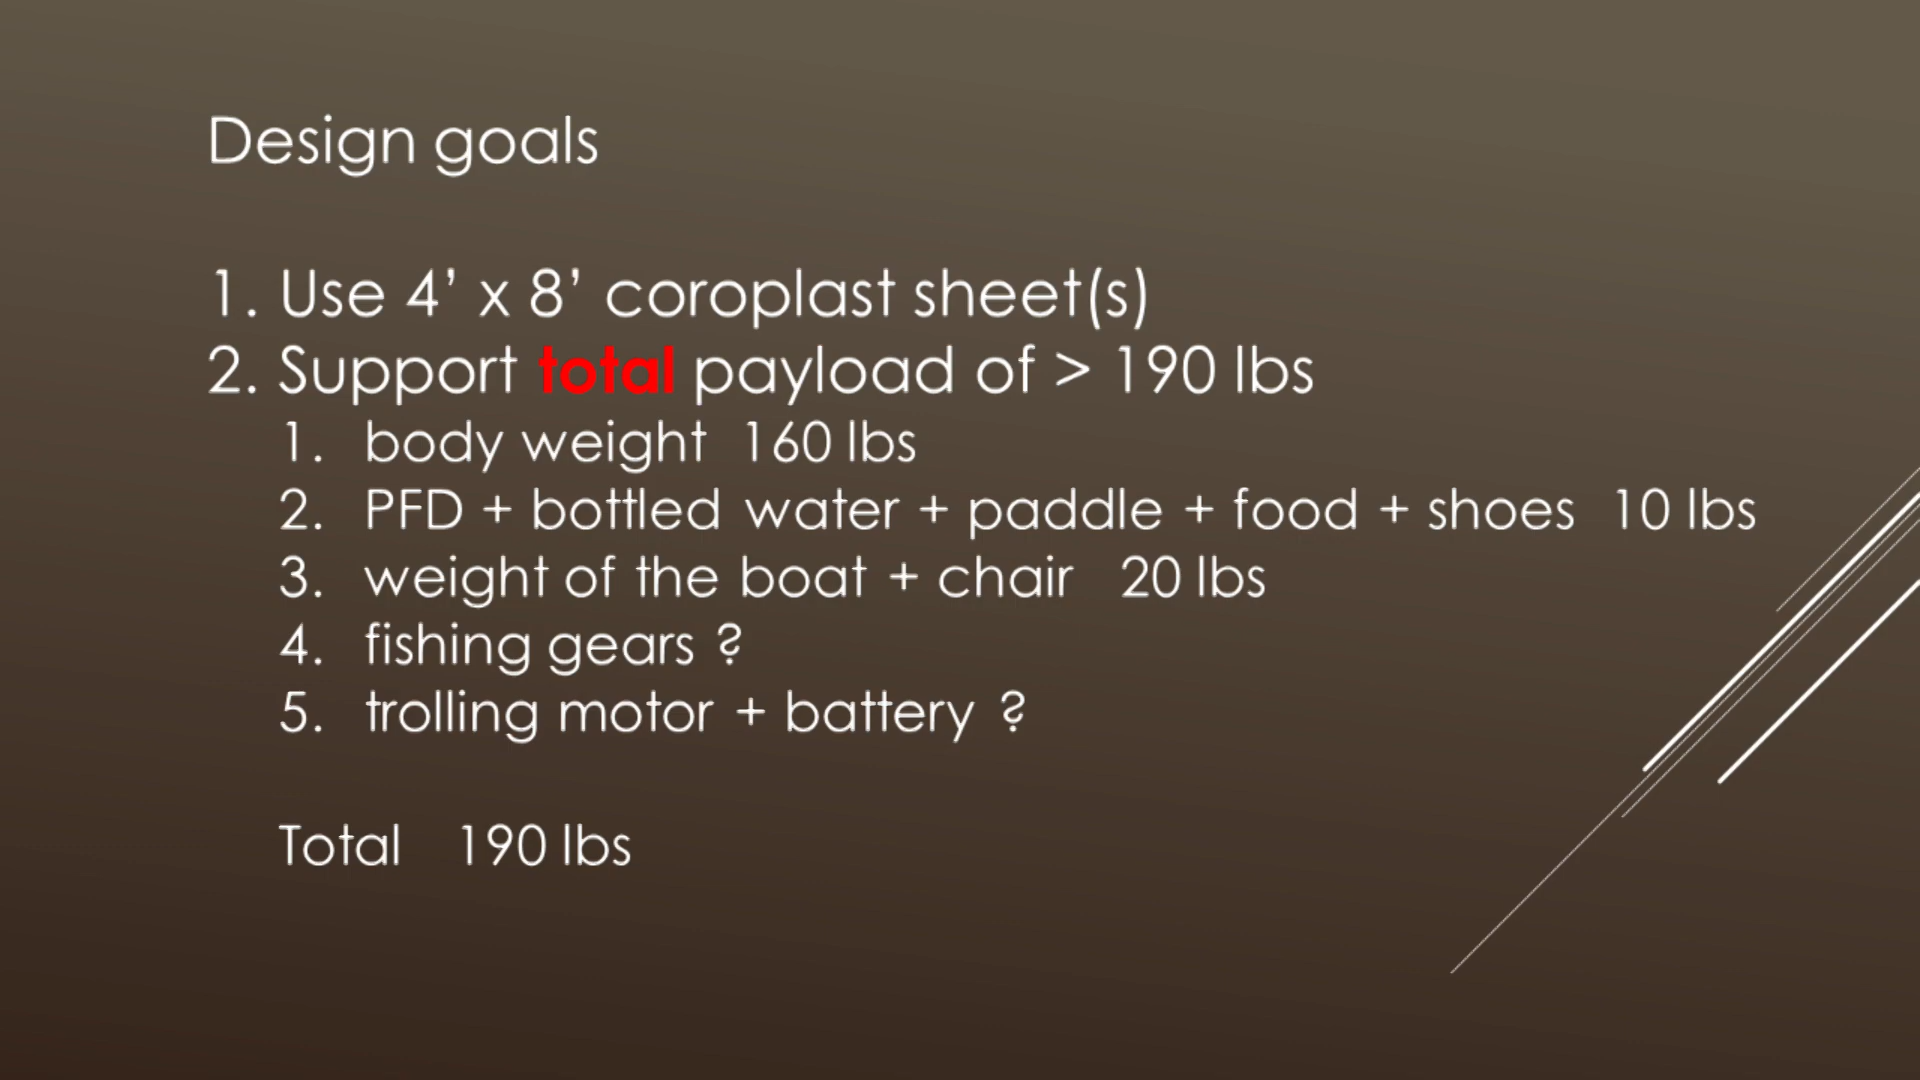 Design goals
1. Use 4’ x 8’ coroplast sheet(s)
2. Support total payload of > 190 lbs
1. body weight 160 lbs
2. PFD + bottled water + paddle + food + shoes 10 lbs
3. weight of the boat + chair 20 lbs
4. fishing gears ?
5. trolling motor + battery ?
Total 190 lbs